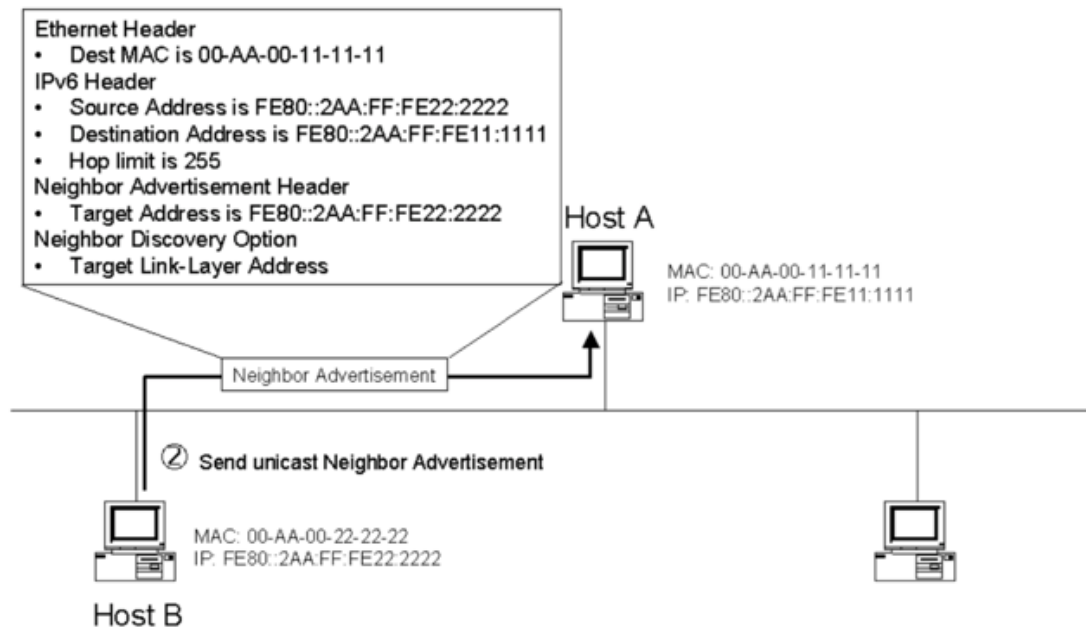 Ethernet Header
• Dest MAC is 00-AA-00-11-11-11
IPv6 Header
• Source Address is FE80::2AA:FF:FE22:2222
• Destination Address is FE80::2AA:FF:FE11:1111
• Hop limit is 255
Neighbor Advertisement Header
• Target Address is FE80::2AA:FF:FE22:2222
Neighbor Discovery Option
• Target Link-Layer Address
Host A
MAC: 00-AA-00-11-11-11
IP: FE80::2AA:FF:FE11:1111
Neighbor Advertisement
② Send unicast Neighbor Advertisement
MAC: 00-AA-00-22-22-22
IP: FE80::2AA:FF:FE22:2222
Host B